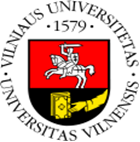 VILNIAUS UNIVERSITETAS
· 1579 ·
UNIVERSITAS VILNENSIS